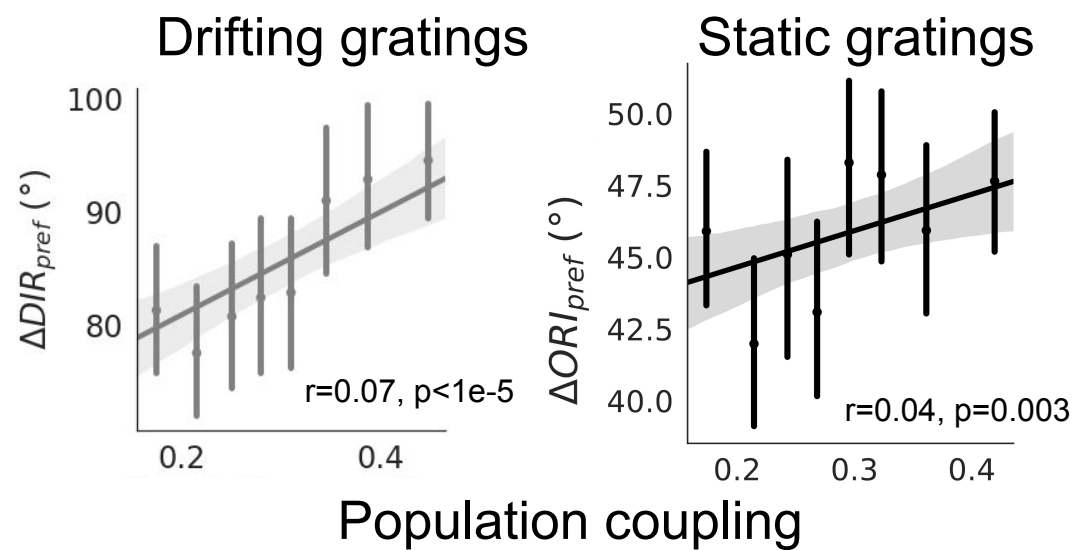 Drifting gratings
Static gratings
ΔDIR_pref (°)
100
90
80
r=0.07, p<1e-5
0.2 0.4
ΔORI_pref (°)
50.0
47.5
45.0
42.5
40.0
r=0.04, p=0.003
0.2 0.3 0.4
Population coupling